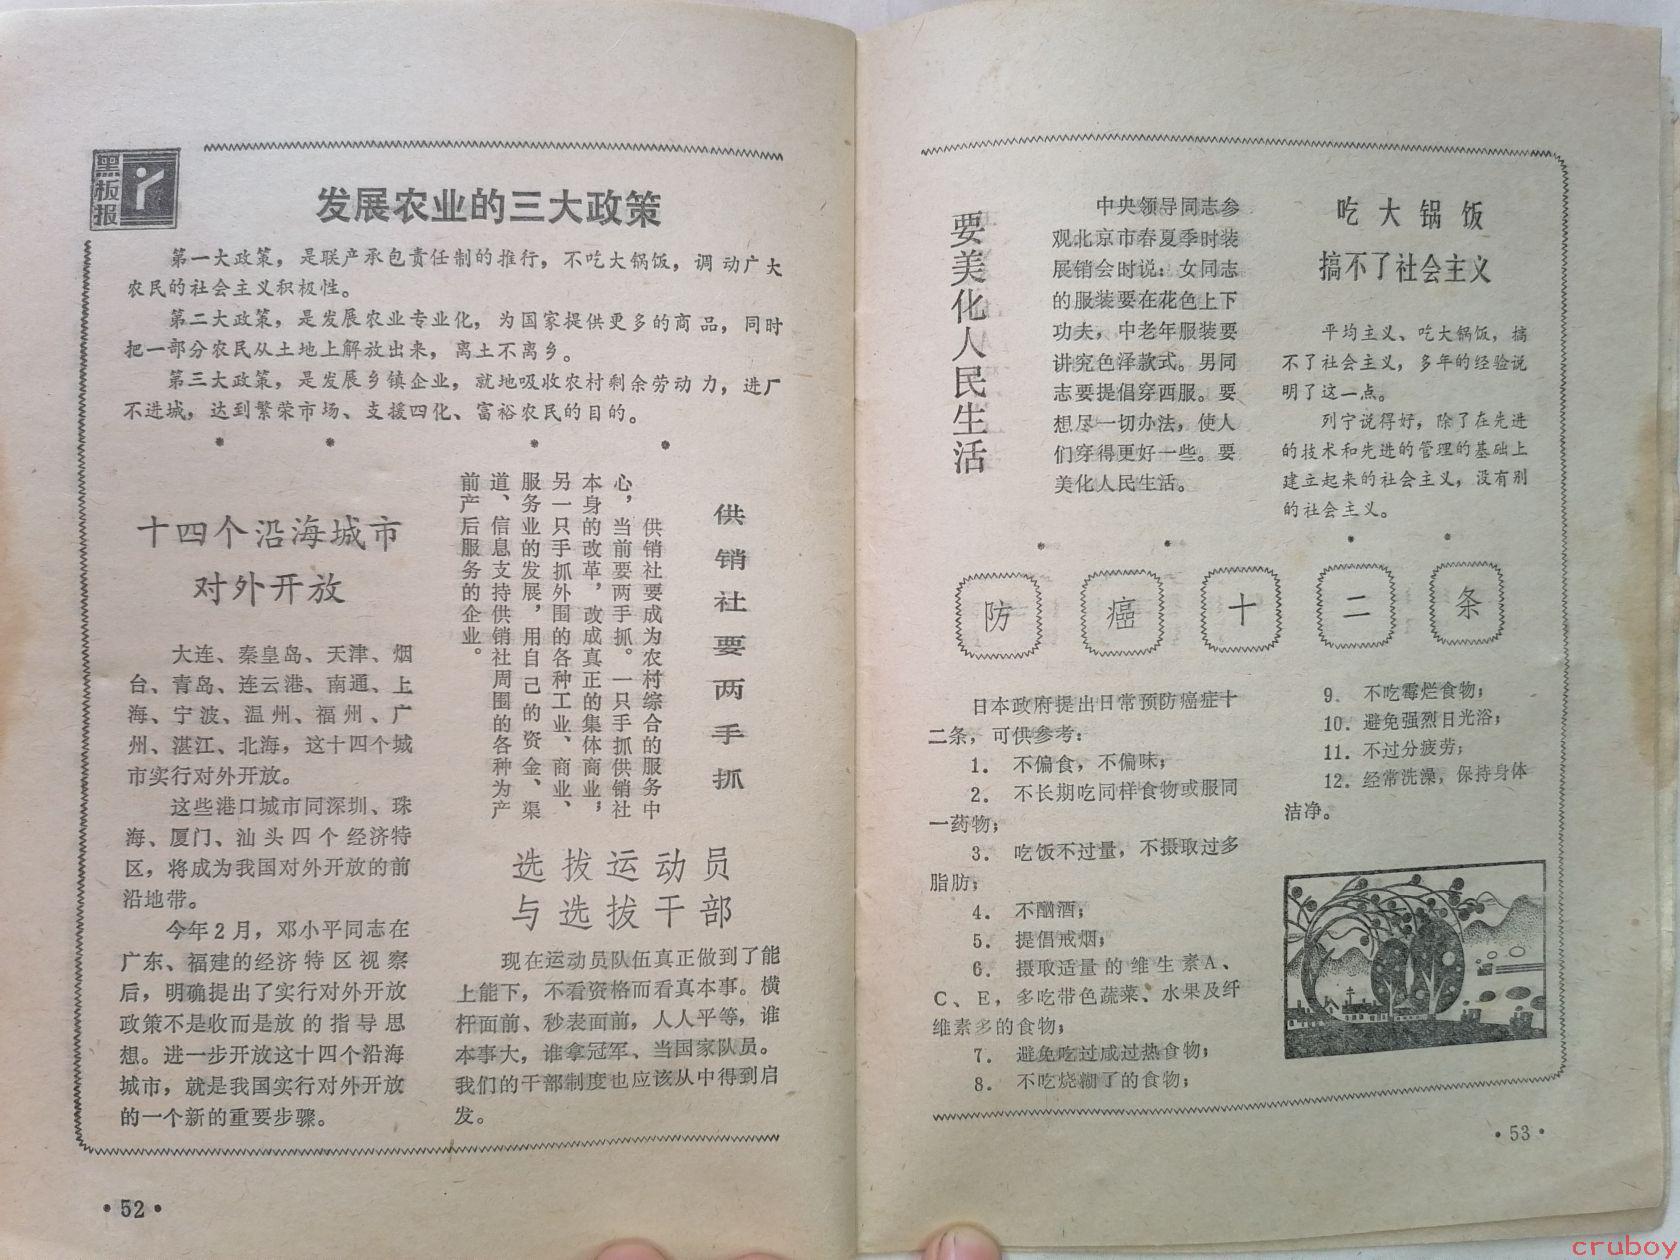 黑板报
发展农业的三大政策
第一大政策，是联产承包责任制的推行，不吃大锅饭，调动广大
农民的社会主义积极性。
第二大政策，是发展农业专业化，为国家提供更多的商品，同时
把一部分农民从土地上解放出来，离土不离乡。
第三大政策，是发展乡镇企业，就地吸收农村剩余劳动力，进厂
不进城，达到繁荣市场、支援四化、富裕农民的目的。
十四个沿海城市
对外开放
大连、秦皇岛、天津、烟
台、青岛、连云港、南通、上
海、宁波、温州、福州、广
州、湛江、北海，这十四个城
市实行对外开放。
这些港口城市同深圳、珠
海、厦门、汕头四个经济特
区，将成为我国对外开放的前
沿地带。
今年2月，邓小平同志在
广东、福建的经济特区视察
后，明确提出了实行对外开放
政策不是收而是放的指导思
想。进一步开放这十四个沿海
城市，就是我国实行对外开放
的一个新的重要步骤。
供销社要两手抓
供销社要成为农村综合的服务中
心，当前要两手抓。一只手抓供销社
本身的改革，改成真正的集体商业；
另一只手抓外围的各种工业、商业、
服务业的发展，用自己的资金、渠
道、信息支持供销社周围的各种为产
前产后服务的企业。
选拔运动员
与选拔干部
现在运动员队伍真正做到了能
上能下，不看资格而看真本事。横
杆面前、秒表面前，人人平等，谁
本事大，谁拿冠军、当国家队员。
我们的干部制度也应该从中得到启
发。
·52·
要美化人民生活
中央领导同志参
观北京市春夏季时装
展销会时说：女同志
的服装要在花色上下
功夫，中老年服装要
讲究色泽款式。男同
志要提倡穿西服。要
想尽一切办法，使人
们穿得更好一些。要
美化人民生活。
吃大锅饭
搞不了社会主义
平均主义、吃大锅饭，搞
不了社会主义，多年的经验说
明了这一点。
列宁说得好，除了在先进
的技术和先进的管理的基础上
建立起来的社会主义，没有别
的社会主义。
防癌十二条
日本政府提出日常预防癌症十
二条，可供参考：
1． 不偏食，不偏味；
2． 不长期吃同样食物或服同
一药物；
3． 吃饭不过量，不摄取过多
脂肪；
4． 不酗酒；
5． 提倡戒烟；
6． 摄取适量的维生素A、
C、E，多吃带色蔬菜、水果及纤
维素多的食物；
7． 避免吃过咸过热食物；
8． 不吃烧糊了的食物；
9． 不吃霉烂食物；
10．避免强烈日光浴；
11．不过分疲劳；
12．经常洗澡，保持身体
洁净。
·53·
cruboy